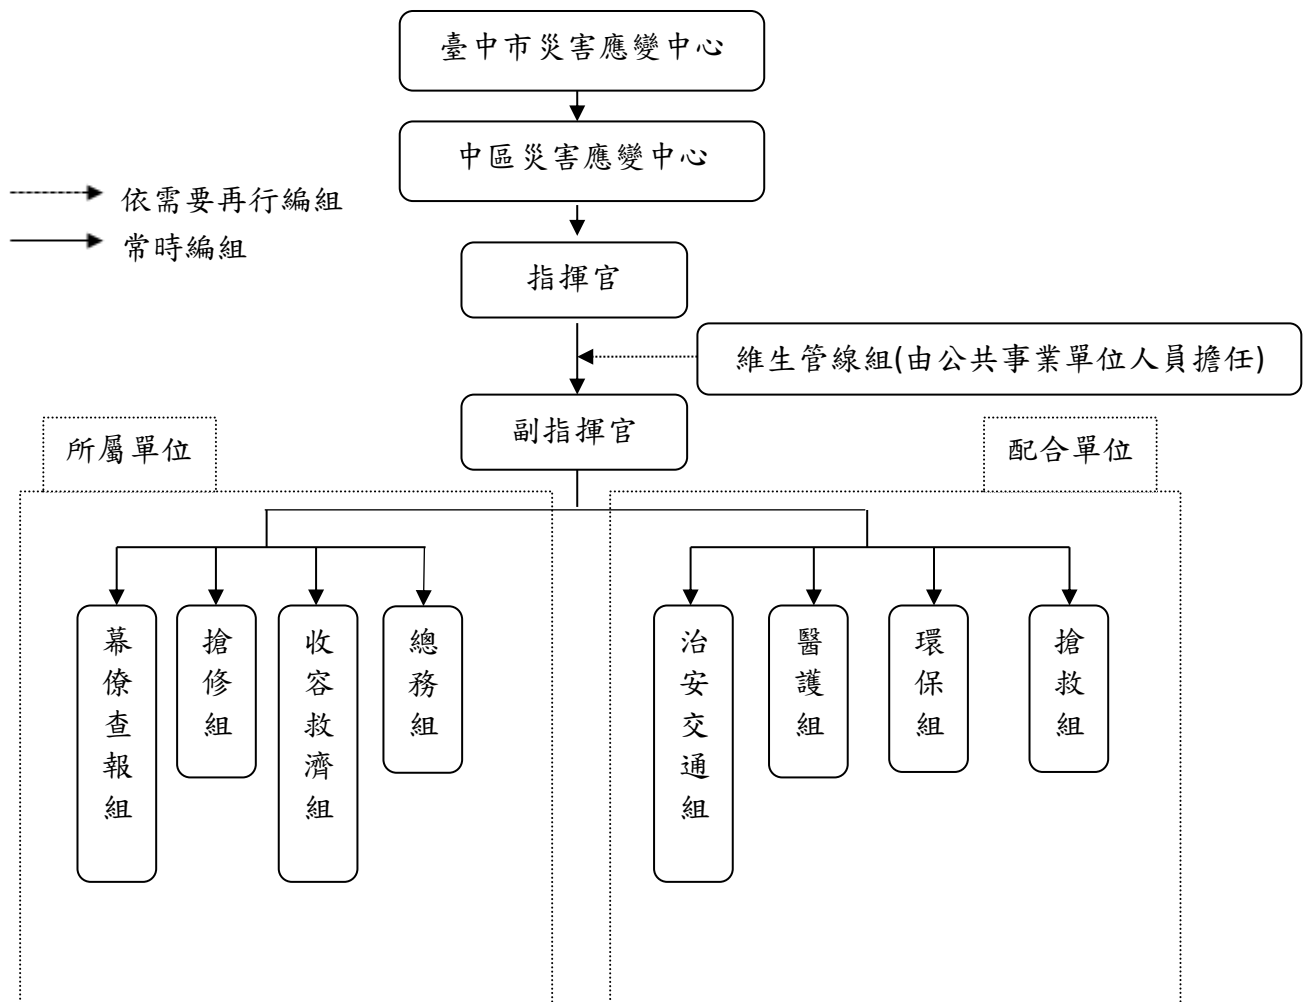 臺中市災害應變中心
中區災害應變中心
依需要再行編組
常時編組
指揮官
維生管線組(由公共事業單位人員擔任)
副指揮官
所屬單位
配合單位
幕僚查報組
搶修組
收容救濟組
總務組
治安交通組
醫護組
環保組
搶救組